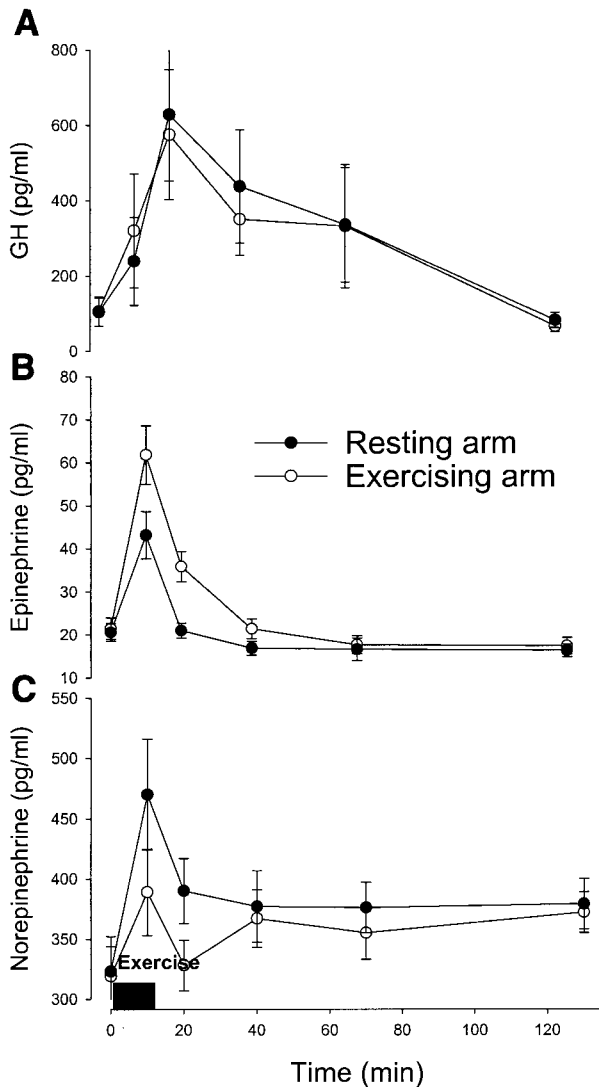 A
800
600
400
200
0
GH (pg/ml)
B
80
70
60
50
40
30
20
10
Epinephrine (pg/ml)
Resting arm
Exercising arm
C
550
500
450
400
350
300
Norepinephrine (pg/ml)
Exercise
0 20 40 60 80 100 120
Time (min)